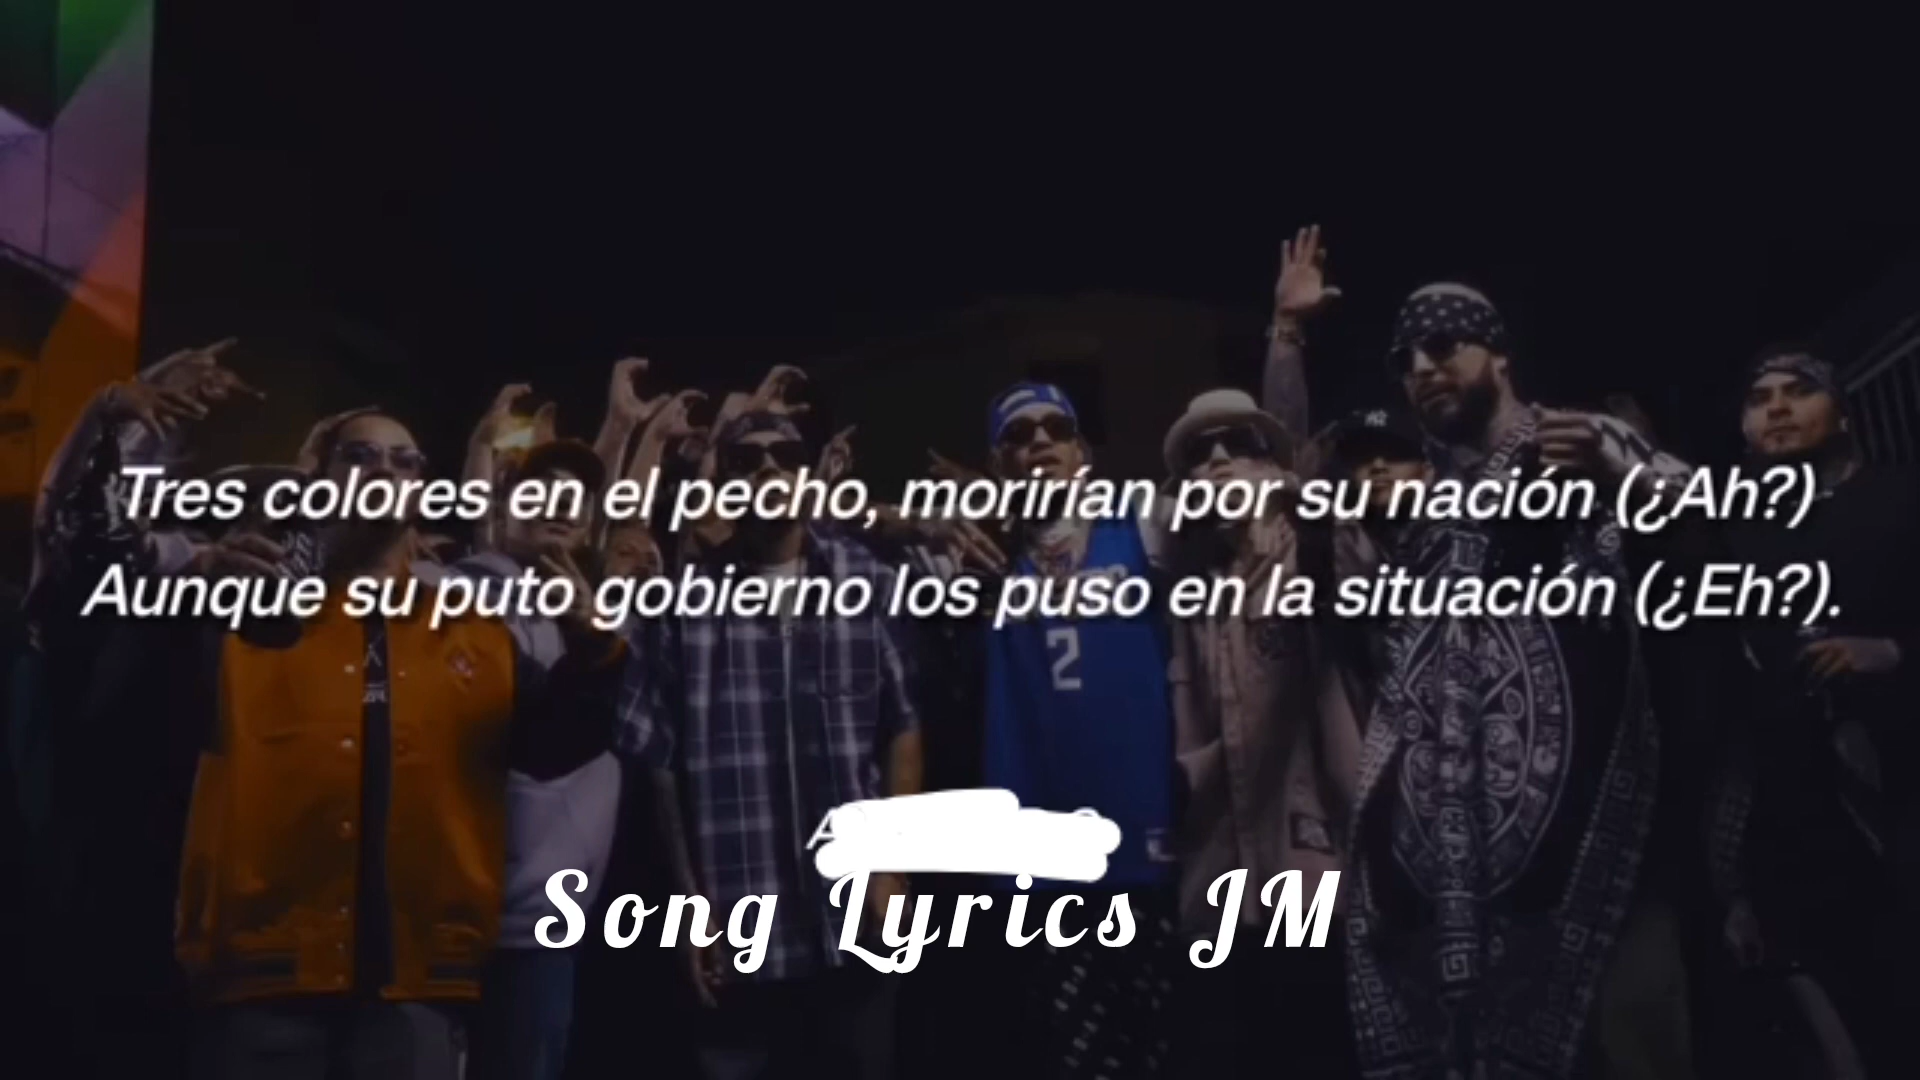 Tres colores en el pecho, morirían por su nación (¿Ah?)
Aunque su puto gobierno los puso en la situación (¿Eh?).
2
Song Lyrics JM